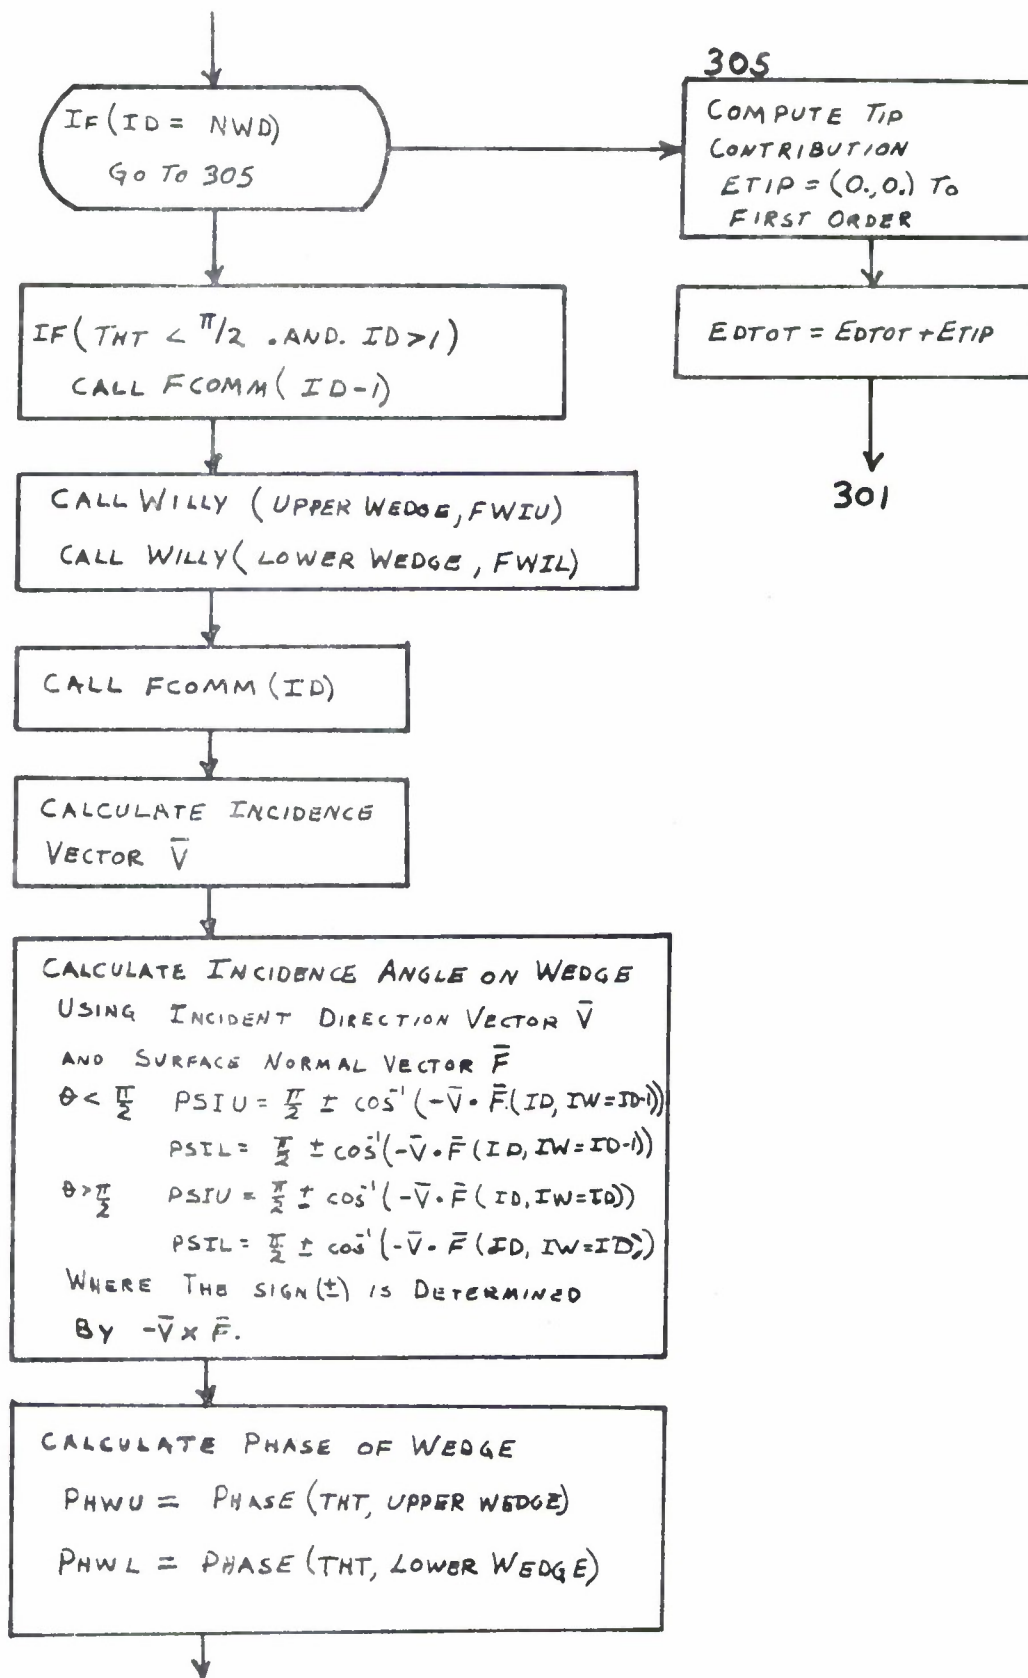 IF (ID = NWD)
GO TO 305
305
COMPUTE TIP
CONTRIBUTION
ETIP = (0., 0.) TO
FIRST ORDER
EDTOT = EDTOT + ETIP
301
IF (THT < π/2 .AND. ID > 1)
CALL FCOMM (ID-1)
CALL WILLY (UPPER WEDGE, FWIU)
CALL WILLY (LOWER WEDGE, FWIL)
CALL FCOMM (ID)
CALCULATE INCIDENCE
VECTOR V̄
CALCULATE INCIDENCE ANGLE ON WEDGE
USING INCIDENT DIRECTION VECTOR V̄
AND SURFACE NORMAL VECTOR F̄
θ < π/2 PSIU = π/2 ± cos⁻¹(-V̄ • F̄ (ID, IW=ID-1))
PSIL = π/2 ± cos⁻¹(-V̄ • F̄ (ID, IW=ID-1))
θ > π/2 PSIU = π/2 ± cos⁻¹(-V̄ • F̄ (ID, IW=ID))
PSIL = π/2 ± cos⁻¹(-V̄ • F̄ (ID, IW=ID))
WHERE THE SIGN (±) IS DETERMINED
BY -V̄ × F̄.
CALCULATE PHASE OF WEDGE
PHWU = PHASE (THT, UPPER WEDGE)
PHWL = PHASE (THT, LOWER WEDGE)